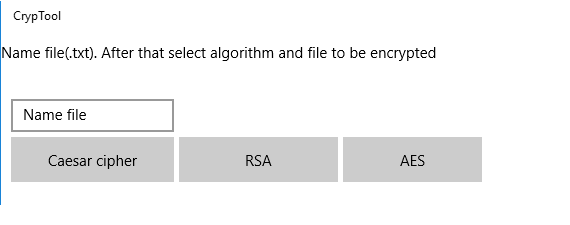 CrypTool
Name file(.txt). After that select algorithm and file to be encrypted
Name file
Caesar cipher RSA AES